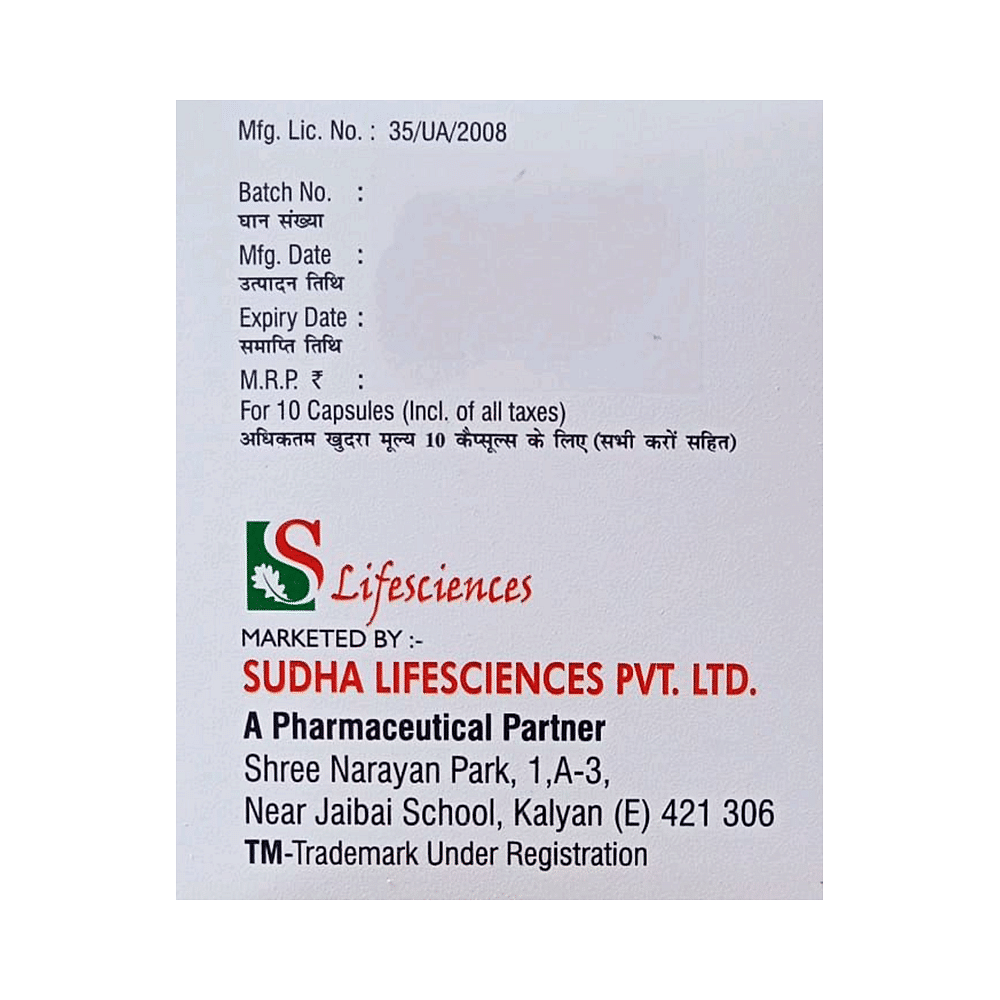 Mfg. Lic. No. : 35/UA/2008
Batch No. :
घान संख्या
Mfg. Date :
उत्पादन तिथि
Expiry Date :
समाप्ति तिथि
M.R.P. ₹ :
For 10 Capsules (Incl. of all taxes)
अधिकतम खुदरा मूल्य 10 कैप्सूल्स के लिए (सभी करों सहित)
S Lifesciences
MARKETED BY :-
SUDHA LIFESCIENCES PVT. LTD.
A Pharmaceutical Partner
Shree Narayan Park, 1,A-3,
Near Jaibai School, Kalyan (E) 421 306
TM-Trademark Under Registration